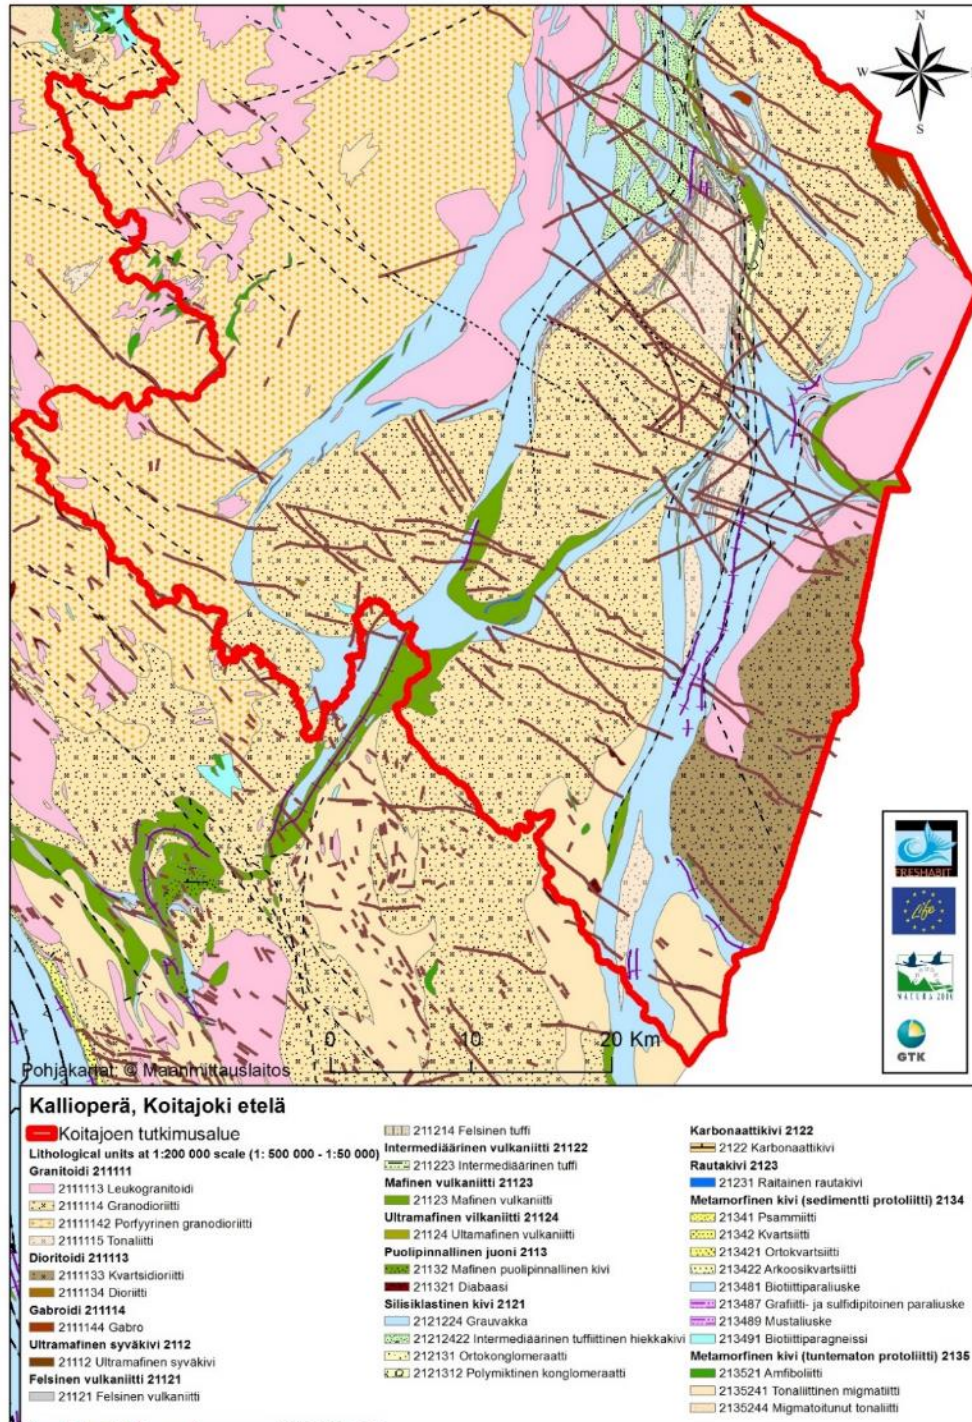 N
W
S
0 10 20 Km
FRESHABIT
Life
NATURA 2000
GTK
Pohjakartat: © Maanmittauslaitos
Kallioperä, Koitajoki etelä
Koitajoen tutkimusalue
Lithological units at 1:200 000 scale (1: 500 000 - 1:50 000)
Granitoidi 211111
2111113 Leukogranitoidi
2111114 Granodioriitti
21111142 Porfyyrinen granodioriitti
2111115 Tonaliitti
Dioritoidi 211113
2111133 Kvartsidioriitti
2111134 Dioriitti
Gabroidi 211114
2111144 Gabro
Ultramafinen syväkivi 2112
21112 Ultramafinen syväkivi
Felsinen vulkaniitti 21121
21121 Felsinen vulkaniitti
211214 Felsinen tuffi
Intermediäärinen vulkaniitti 21122
211223 Intermediäärinen tuffi
Mafinen vulkaniitti 21123
21123 Mafinen vulkaniitti
Ultramafinen vilkaniitti 21124
21124 Ultamafinen vulkaniitti
Puolipinnallinen juoni 2113
21132 Mafinen puolipinnallinen kivi
211321 Diabaasi
Silisiklastinen kivi 2121
2121224 Grauvakka
21212422 Intermediäärinen tuffiittinen hiekkakivi
212131 Ortokonglomeraatti
2121312 Polymiktinen konglomeraatti
Karbonaattikivi 2122
2122 Karbonaattikivi
Rautakivi 2123
21231 Raitainen rautakivi
Metamorfinen kivi (sedimentti protoliitti) 2134
21341 Psammiitti
21342 Kvartsiitti
213421 Ortokvartsiitti
213422 Arkoosikvartsiitti
213481 Biotiittiparaliuske
213487 Grafiitti- ja sulfidipitoinen paraliuske
213489 Mustaliuske
213491 Biotiittiparagneissi
Metamorfinen kivi (tuntematon protoliitti) 2135
213521 Amfiboliitti
2135241 Tonaliittinen migmatiitti
2135244 Migmatoitunut tonaliitti